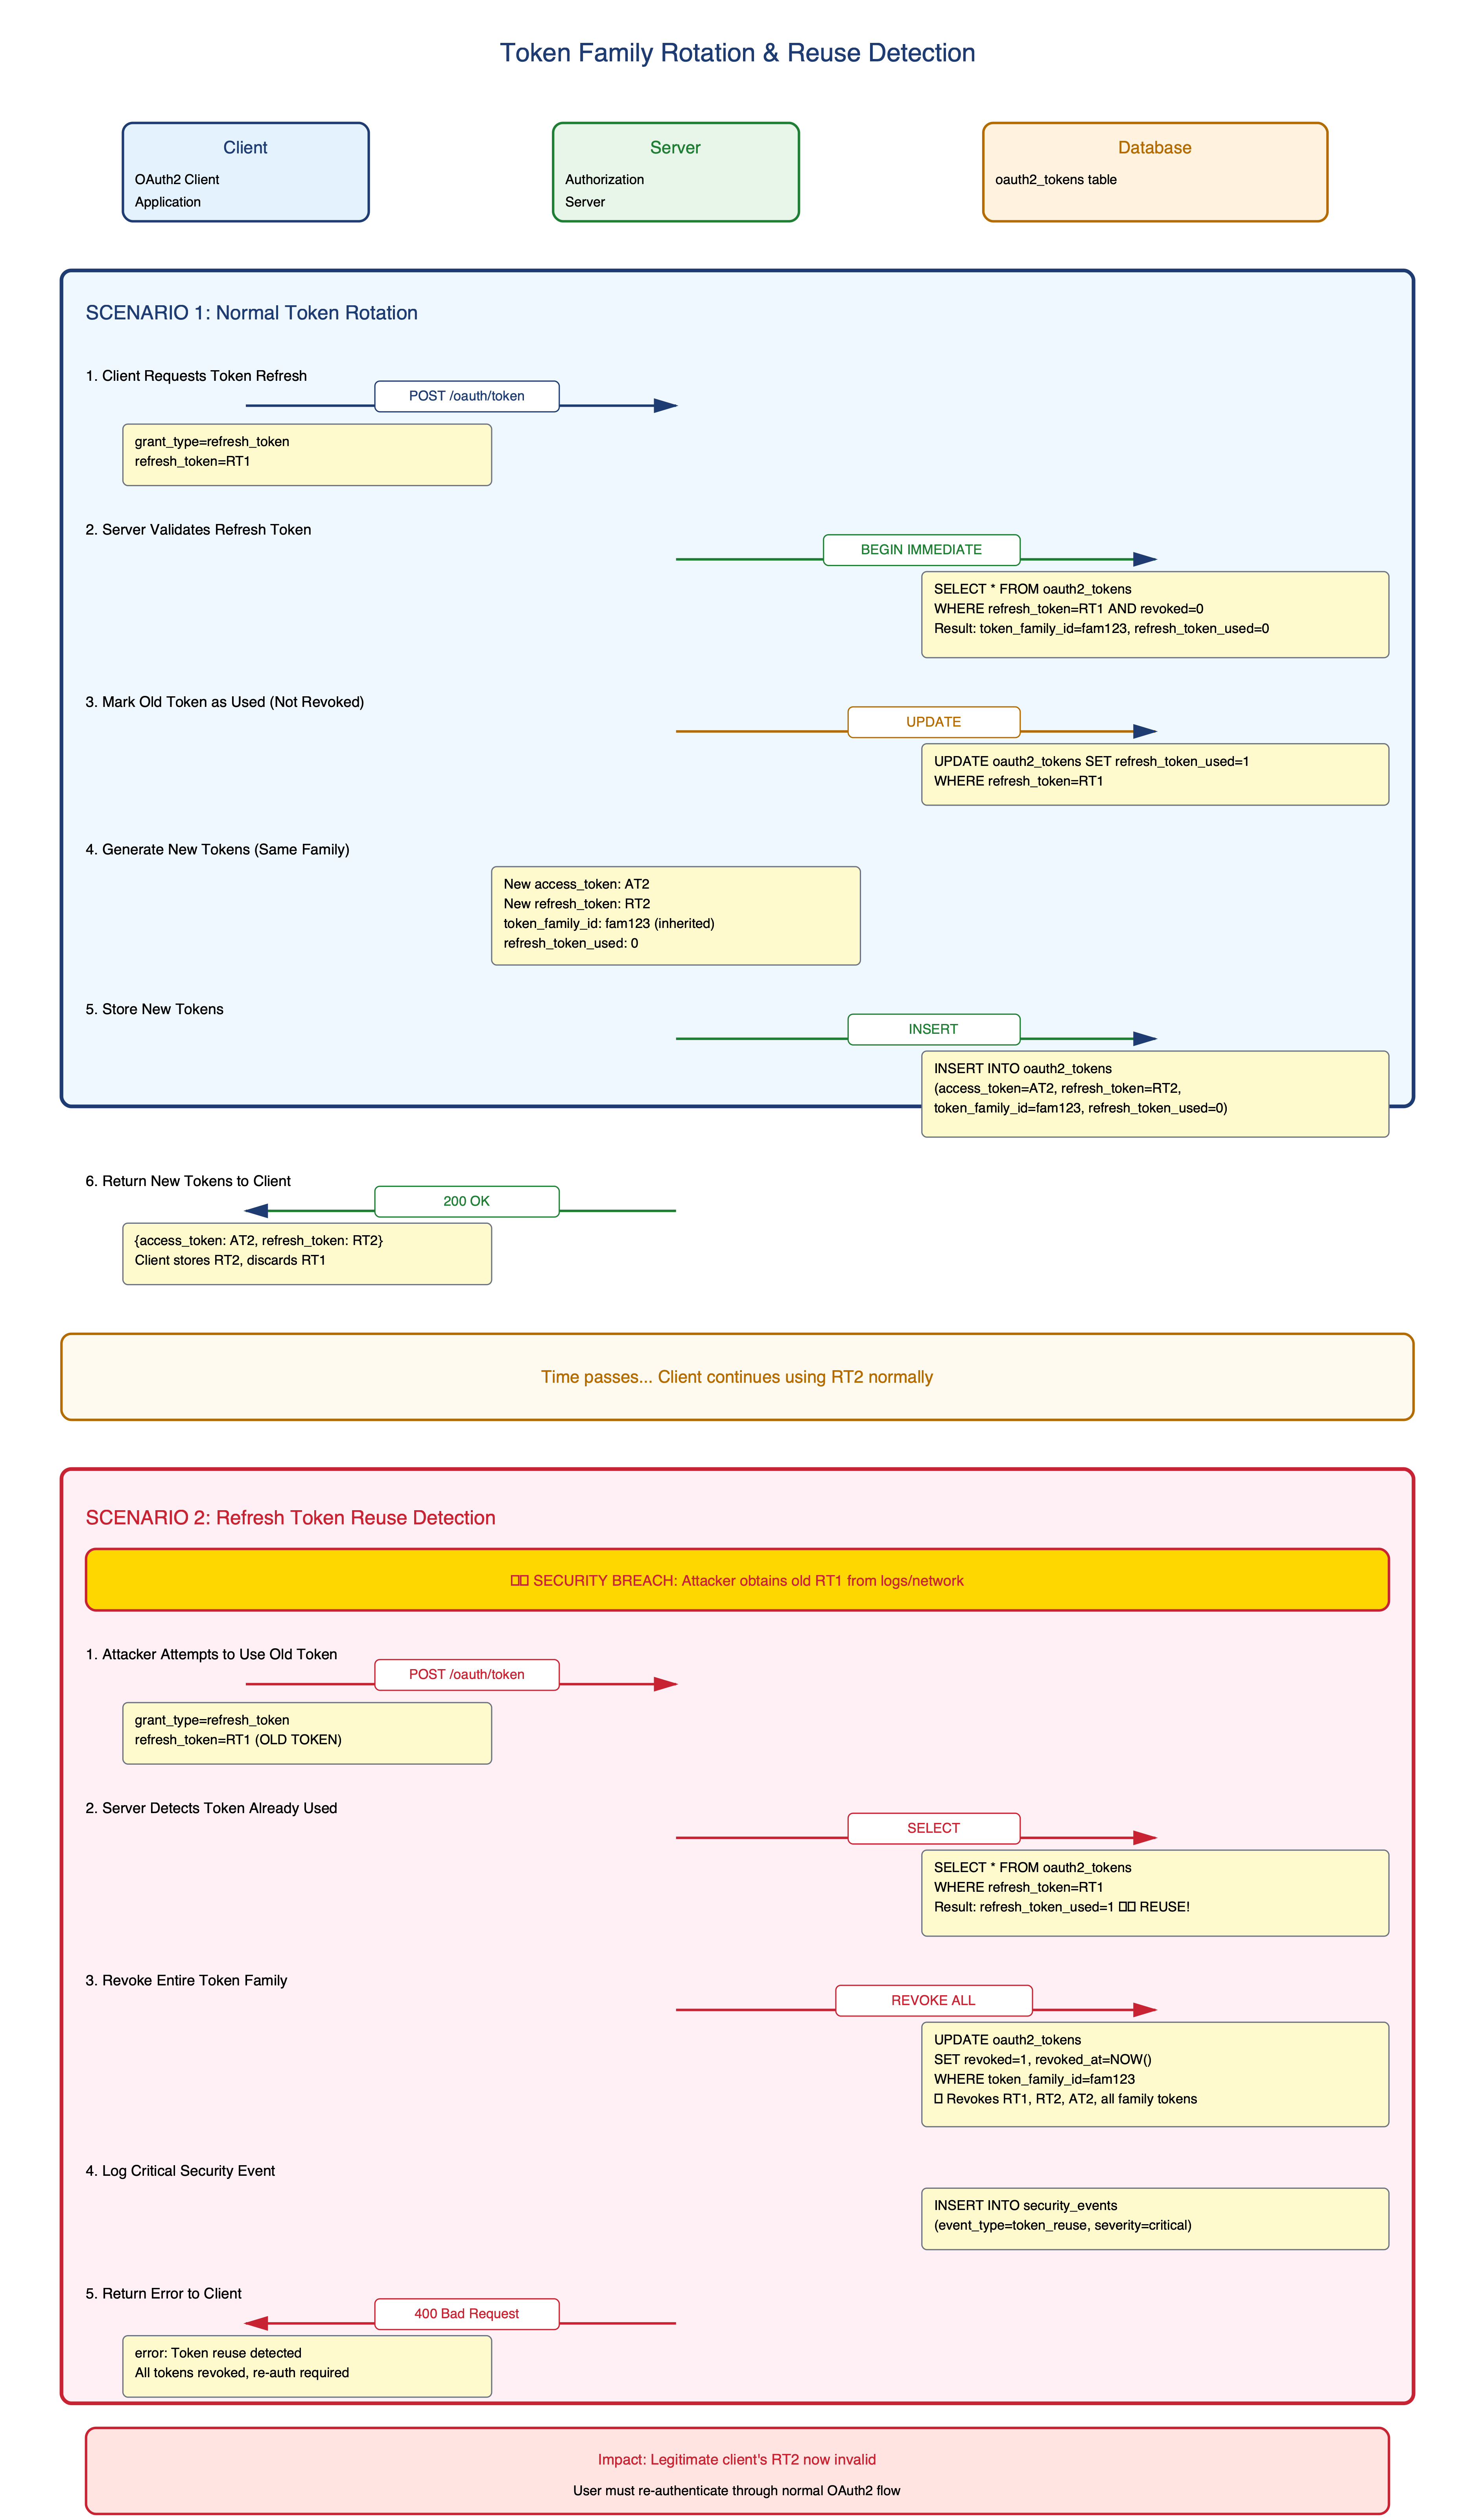 Token Family Rotation & Reuse Detection
Client
OAuth2 Client
Application
Server
Authorization
Server
Database
oauth2_tokens table
SCENARIO 1: Normal Token Rotation
1. Client Requests Token Refresh
POST /oauth/token
grant_type=refresh_token
refresh_token=RT1
2. Server Validates Refresh Token
BEGIN IMMEDIATE
SELECT * FROM oauth2_tokens
WHERE refresh_token=RT1 AND revoked=0
Result: token_family_id=fam123, refresh_token_used=0
3. Mark Old Token as Used (Not Revoked)
UPDATE
UPDATE oauth2_tokens SET refresh_token_used=1
WHERE refresh_token=RT1
4. Generate New Tokens (Same Family)
New access_token: AT2
New refresh_token: RT2
token_family_id: fam123 (inherited)
refresh_token_used: 0
5. Store New Tokens
INSERT
INSERT INTO oauth2_tokens
(access_token=AT2, refresh_token=RT2,
token_family_id=fam123, refresh_token_used=0)
6. Return New Tokens to Client
200 OK
{access_token: AT2, refresh_token: RT2}
Client stores RT2, discards RT1
Time passes... Client continues using RT2 normally
SCENARIO 2: Refresh Token Reuse Detection
□□ SECURITY BREACH: Attacker obtains old RT1 from logs/network
1. Attacker Attempts to Use Old Token
POST /oauth/token
grant_type=refresh_token
refresh_token=RT1 (OLD TOKEN)
2. Server Detects Token Already Used
SELECT
SELECT * FROM oauth2_tokens
WHERE refresh_token=RT1
Result: refresh_token_used=1 □□ REUSE!
3. Revoke Entire Token Family
REVOKE ALL
UPDATE oauth2_tokens
SET revoked=1, revoked_at=NOW()
WHERE token_family_id=fam123
□ Revokes RT1, RT2, AT2, all family tokens
4. Log Critical Security Event
INSERT INTO security_events
(event_type=token_reuse, severity=critical)
5. Return Error to Client
400 Bad Request
error: Token reuse detected
All tokens revoked, re-auth required
Impact: Legitimate client's RT2 now invalid
User must re-authenticate through normal OAuth2 flow